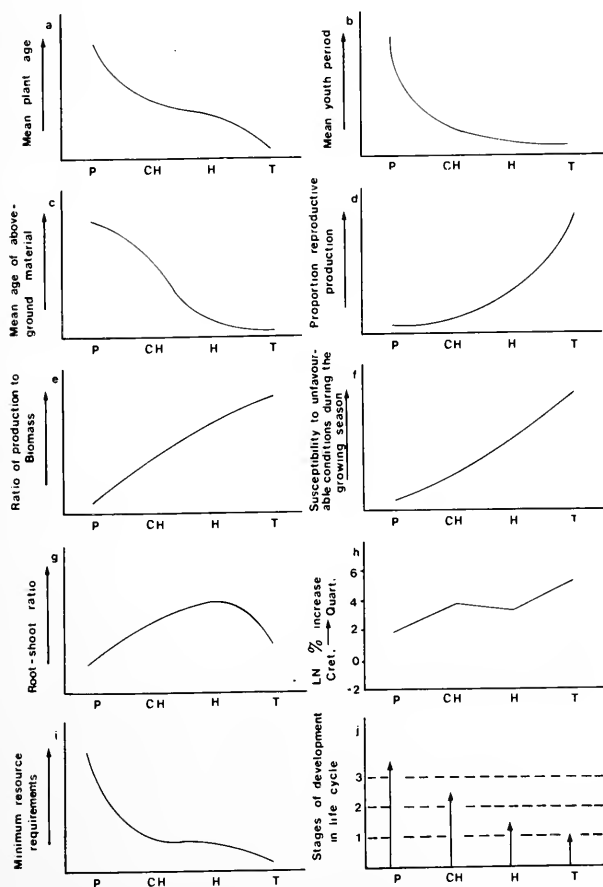 a
Mean plant age
P CH H T
b
Mean youth period
P CH H T
c
Mean age of above-
ground material
P CH H T
d
Proportion reproductive
production
P CH H T
e
Ratio of production to
Biomass
P CH H T
f
Susceptibility to unfavour-
able conditions during the
growing season
P CH H T
g
Root-shoot ratio
P CH H T
h
LN % increase
Cret. Quart.
6
4
2
0
-2
P CH H T
i
Minimum resource
requirements
P CH H T
j
Stages of development
in life cycle
3
2
1
P CH H T